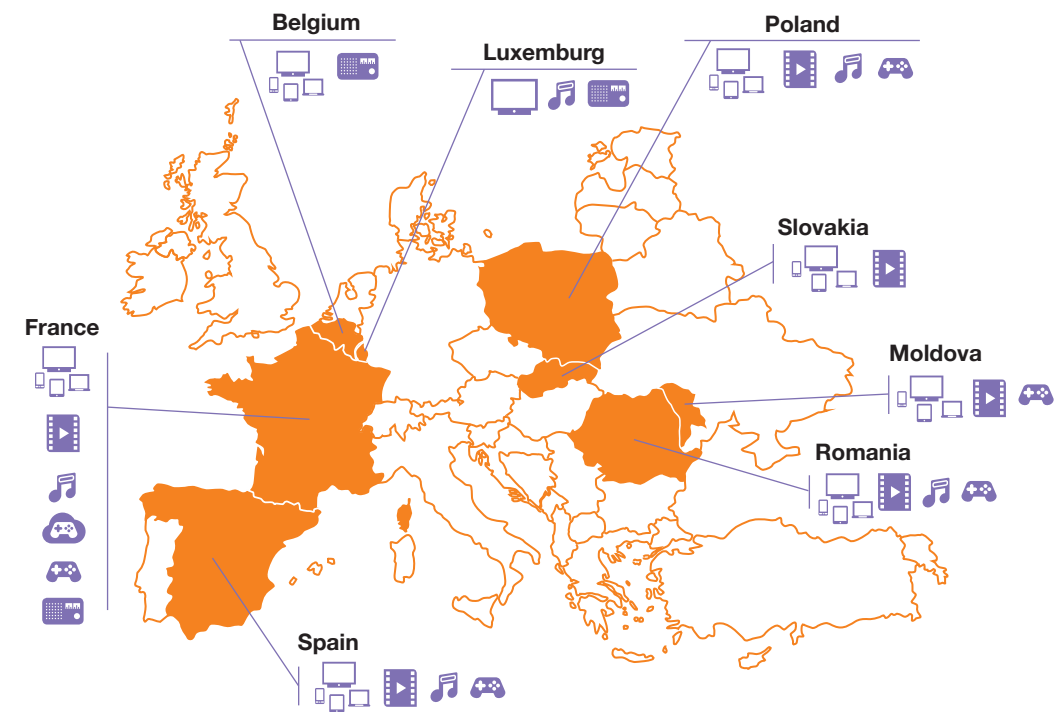 Belgium
Luxemburg
Poland
Slovakia
France
Moldova
Romania
Spain